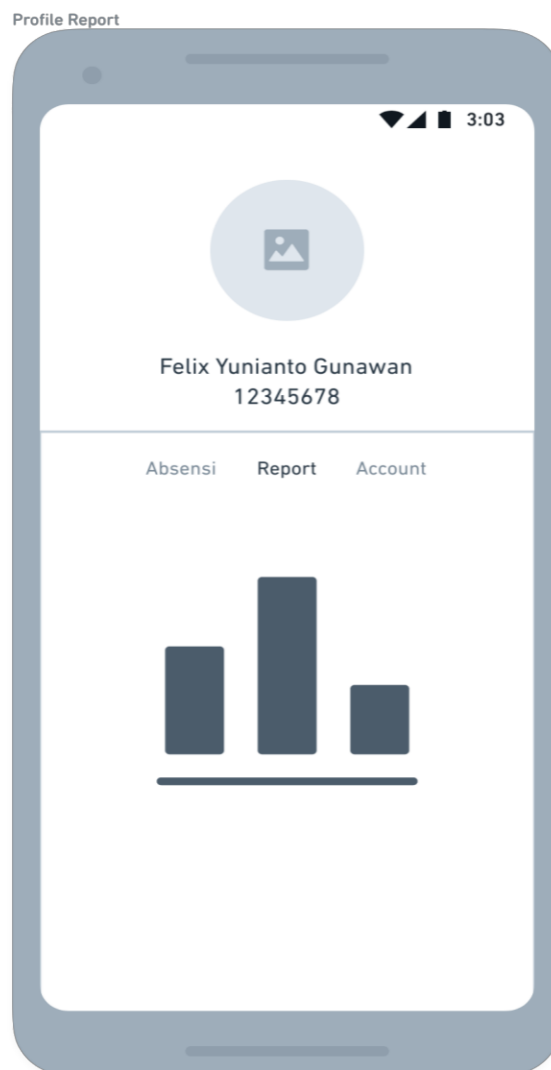 Profile Report
3:03
Felix Yunianto Gunawan
12345678
Absensi Report Account